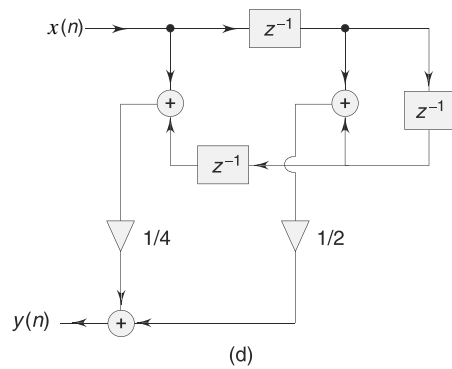 x(n)
z⁻¹
+
+
z⁻¹
z⁻¹
1/4
1/2
y(n)
+
(d)